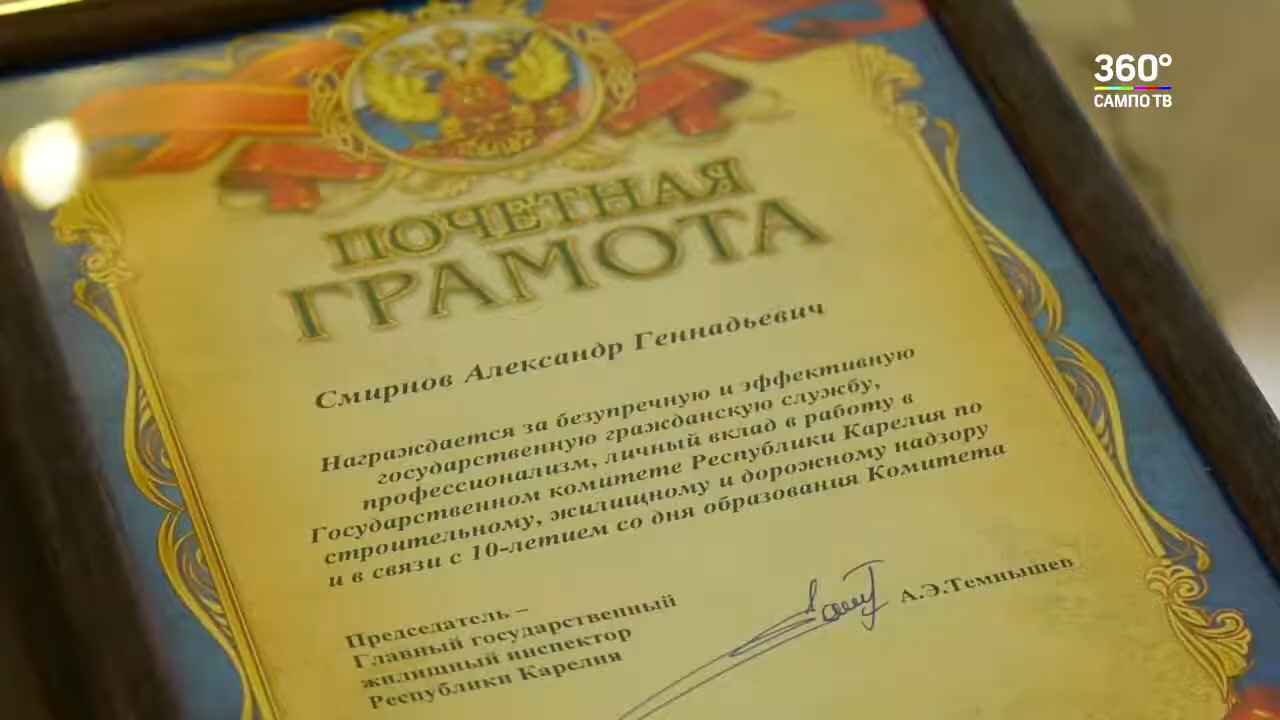 360°
САМПО ТВ
ПОЧЕТНАЯ
ГРАМОТА
Смирнов Александр Геннадьевич
Награждается за безупречную и эффективную
государственную гражданскую службу,
профессионализм, личный вклад в работу в
Государственном комитете Республики Карелия по
строительному, жилищному и дорожному надзору
и в связи с 10-летием со дня образования Комитета
Председатель –
Главный государственный
жилищный инспектор
Республики Карелия
А.Э.Темнышев